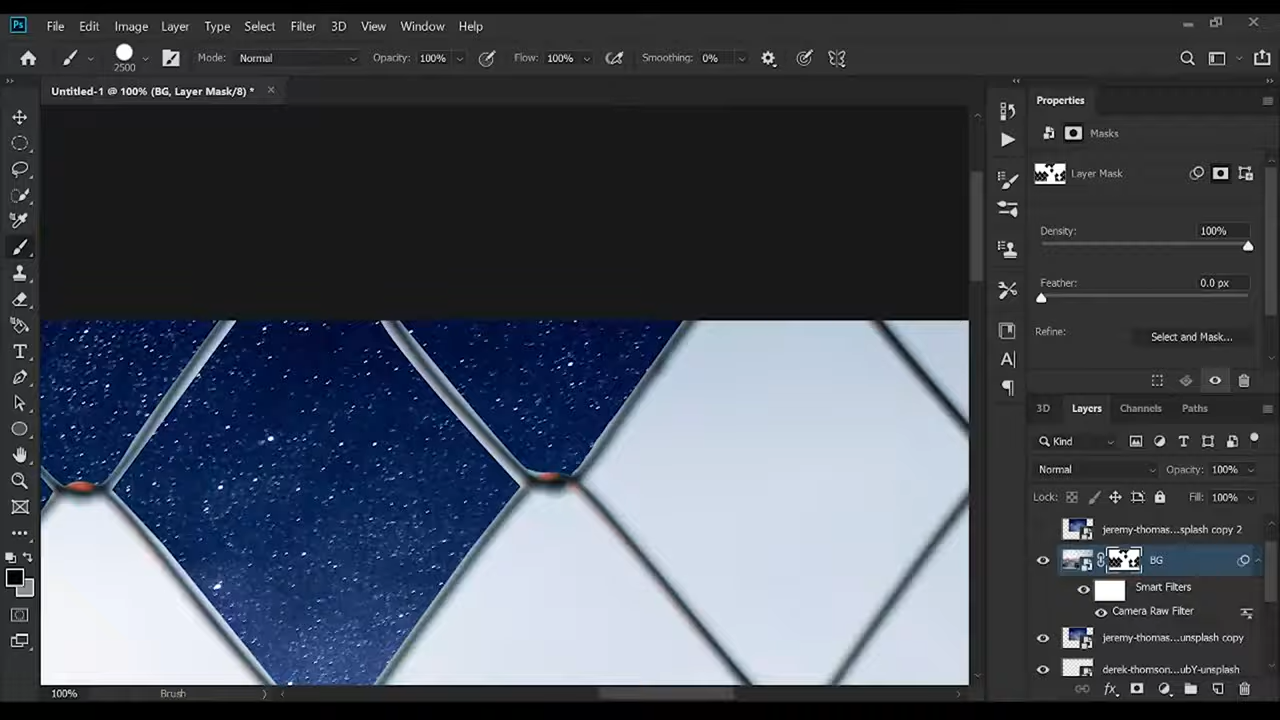 Ps File Edit Image Layer Type Select Filter 3D View Window Help
2500 Mode: Normal Opacity: 100% Flow: 100% Smoothing: 0%
Untitled-1 @ 100% (BG, Layer Mask/8) *
Properties
Masks
Layer Mask
Density: 100%
Feather: 0.0 px
Refine: Select and Mask...
3D Layers Channels Paths
Kind
Normal Opacity: 100%
Lock: Fill: 100%
jeremy-thomas...splash copy 2
BG
Smart Filters
Camera Raw Filter
jeremy-thomas...unsplash copy
derek-thomson...ubY-unsplash
100% Brush